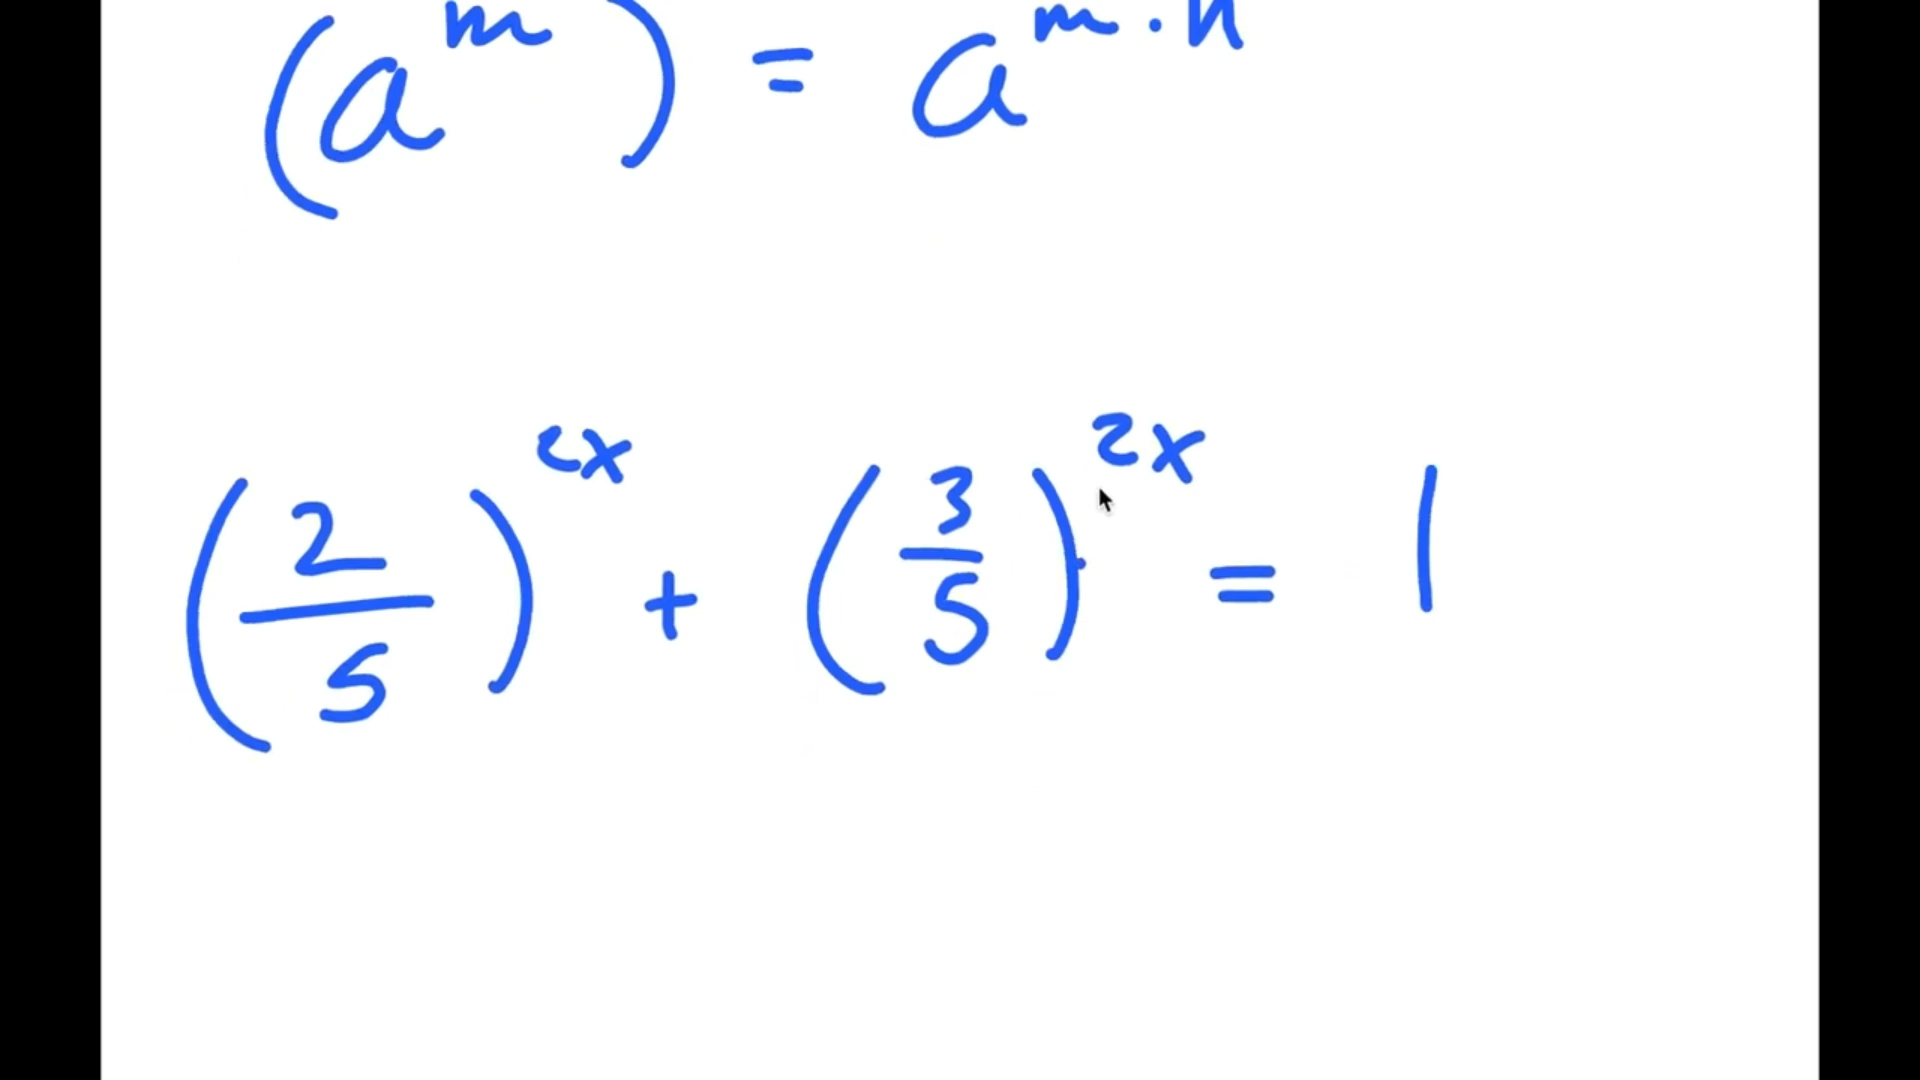 (a^m) = a^{m·n}
(2/5)^{2x} + (3/5)^{2x} = 1